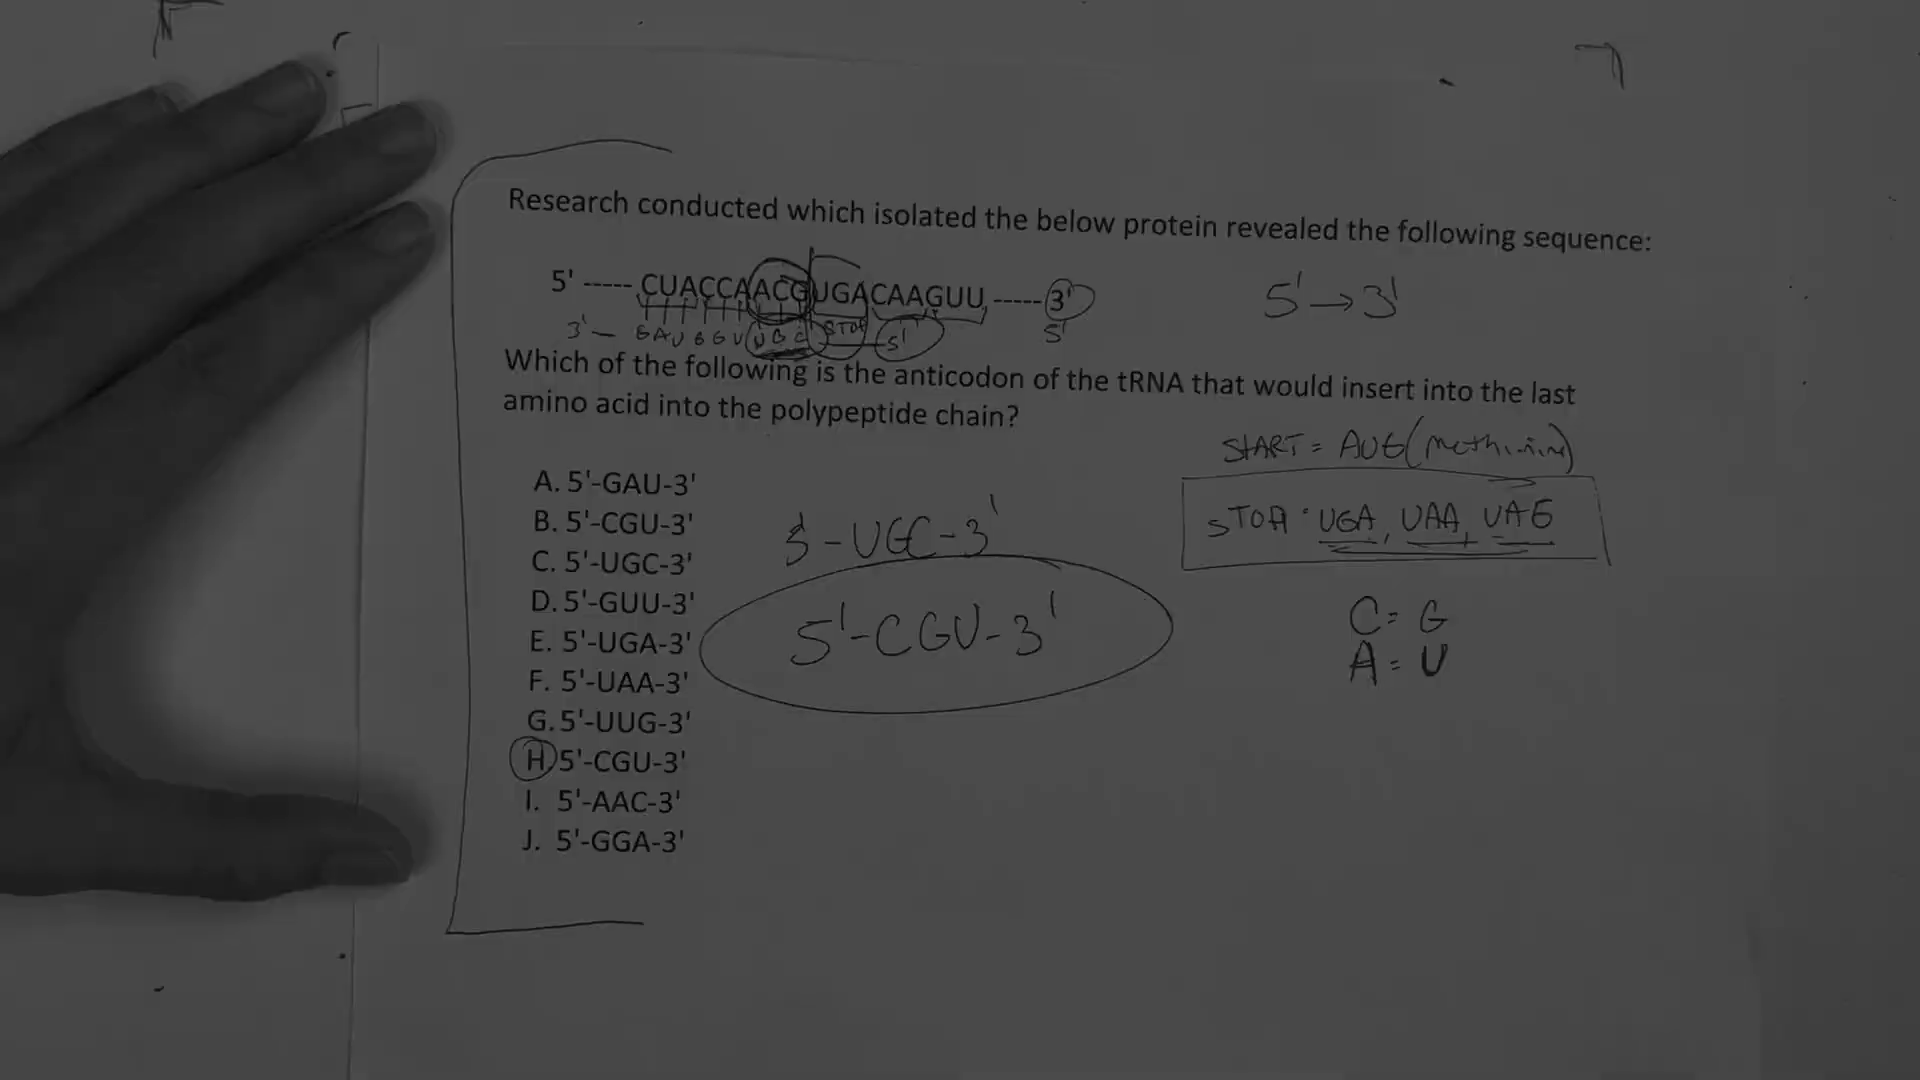 Research conducted which isolated the below protein revealed the following sequence:
5' ----- CUACCAACGUGACAAGUU ----- 3'
5' → 3'
3' — GAUGGUUGC STOP 5' 5'
Which of the following is the anticodon of the tRNA that would insert into the last
amino acid into the polypeptide chain?
START = AUG (methinine)
A. 5'-GAU-3'
B. 5'-CGU-3'
C. 5'-UGC-3'
D. 5'-GUU-3'
E. 5'-UGA-3'
F. 5'-UAA-3'
G. 5'-UUG-3'
H 5'-CGU-3'
I. 5'-AAC-3'
J. 5'-GGA-3'
-UGC-3'
5'-CGU-3'
STOP: UGA, UAA, UAG
C = G
A = U